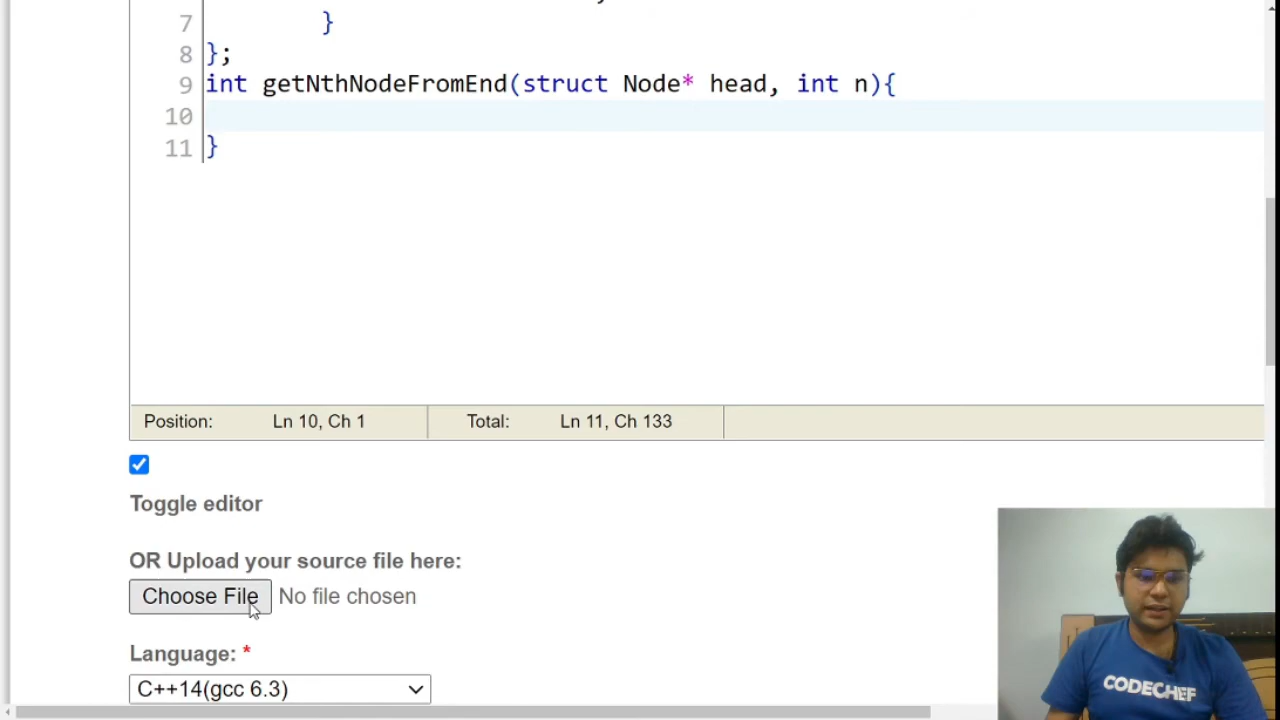 7 }
8 };
9 int getNthNodeFromEnd(struct Node* head, int n){
10
11 }
Position: Ln 10, Ch 1 Total: Ln 11, Ch 133
Toggle editor
OR Upload your source file here:
Choose File No file chosen
Language: *
C++14(gcc 6.3)
CODECHEF